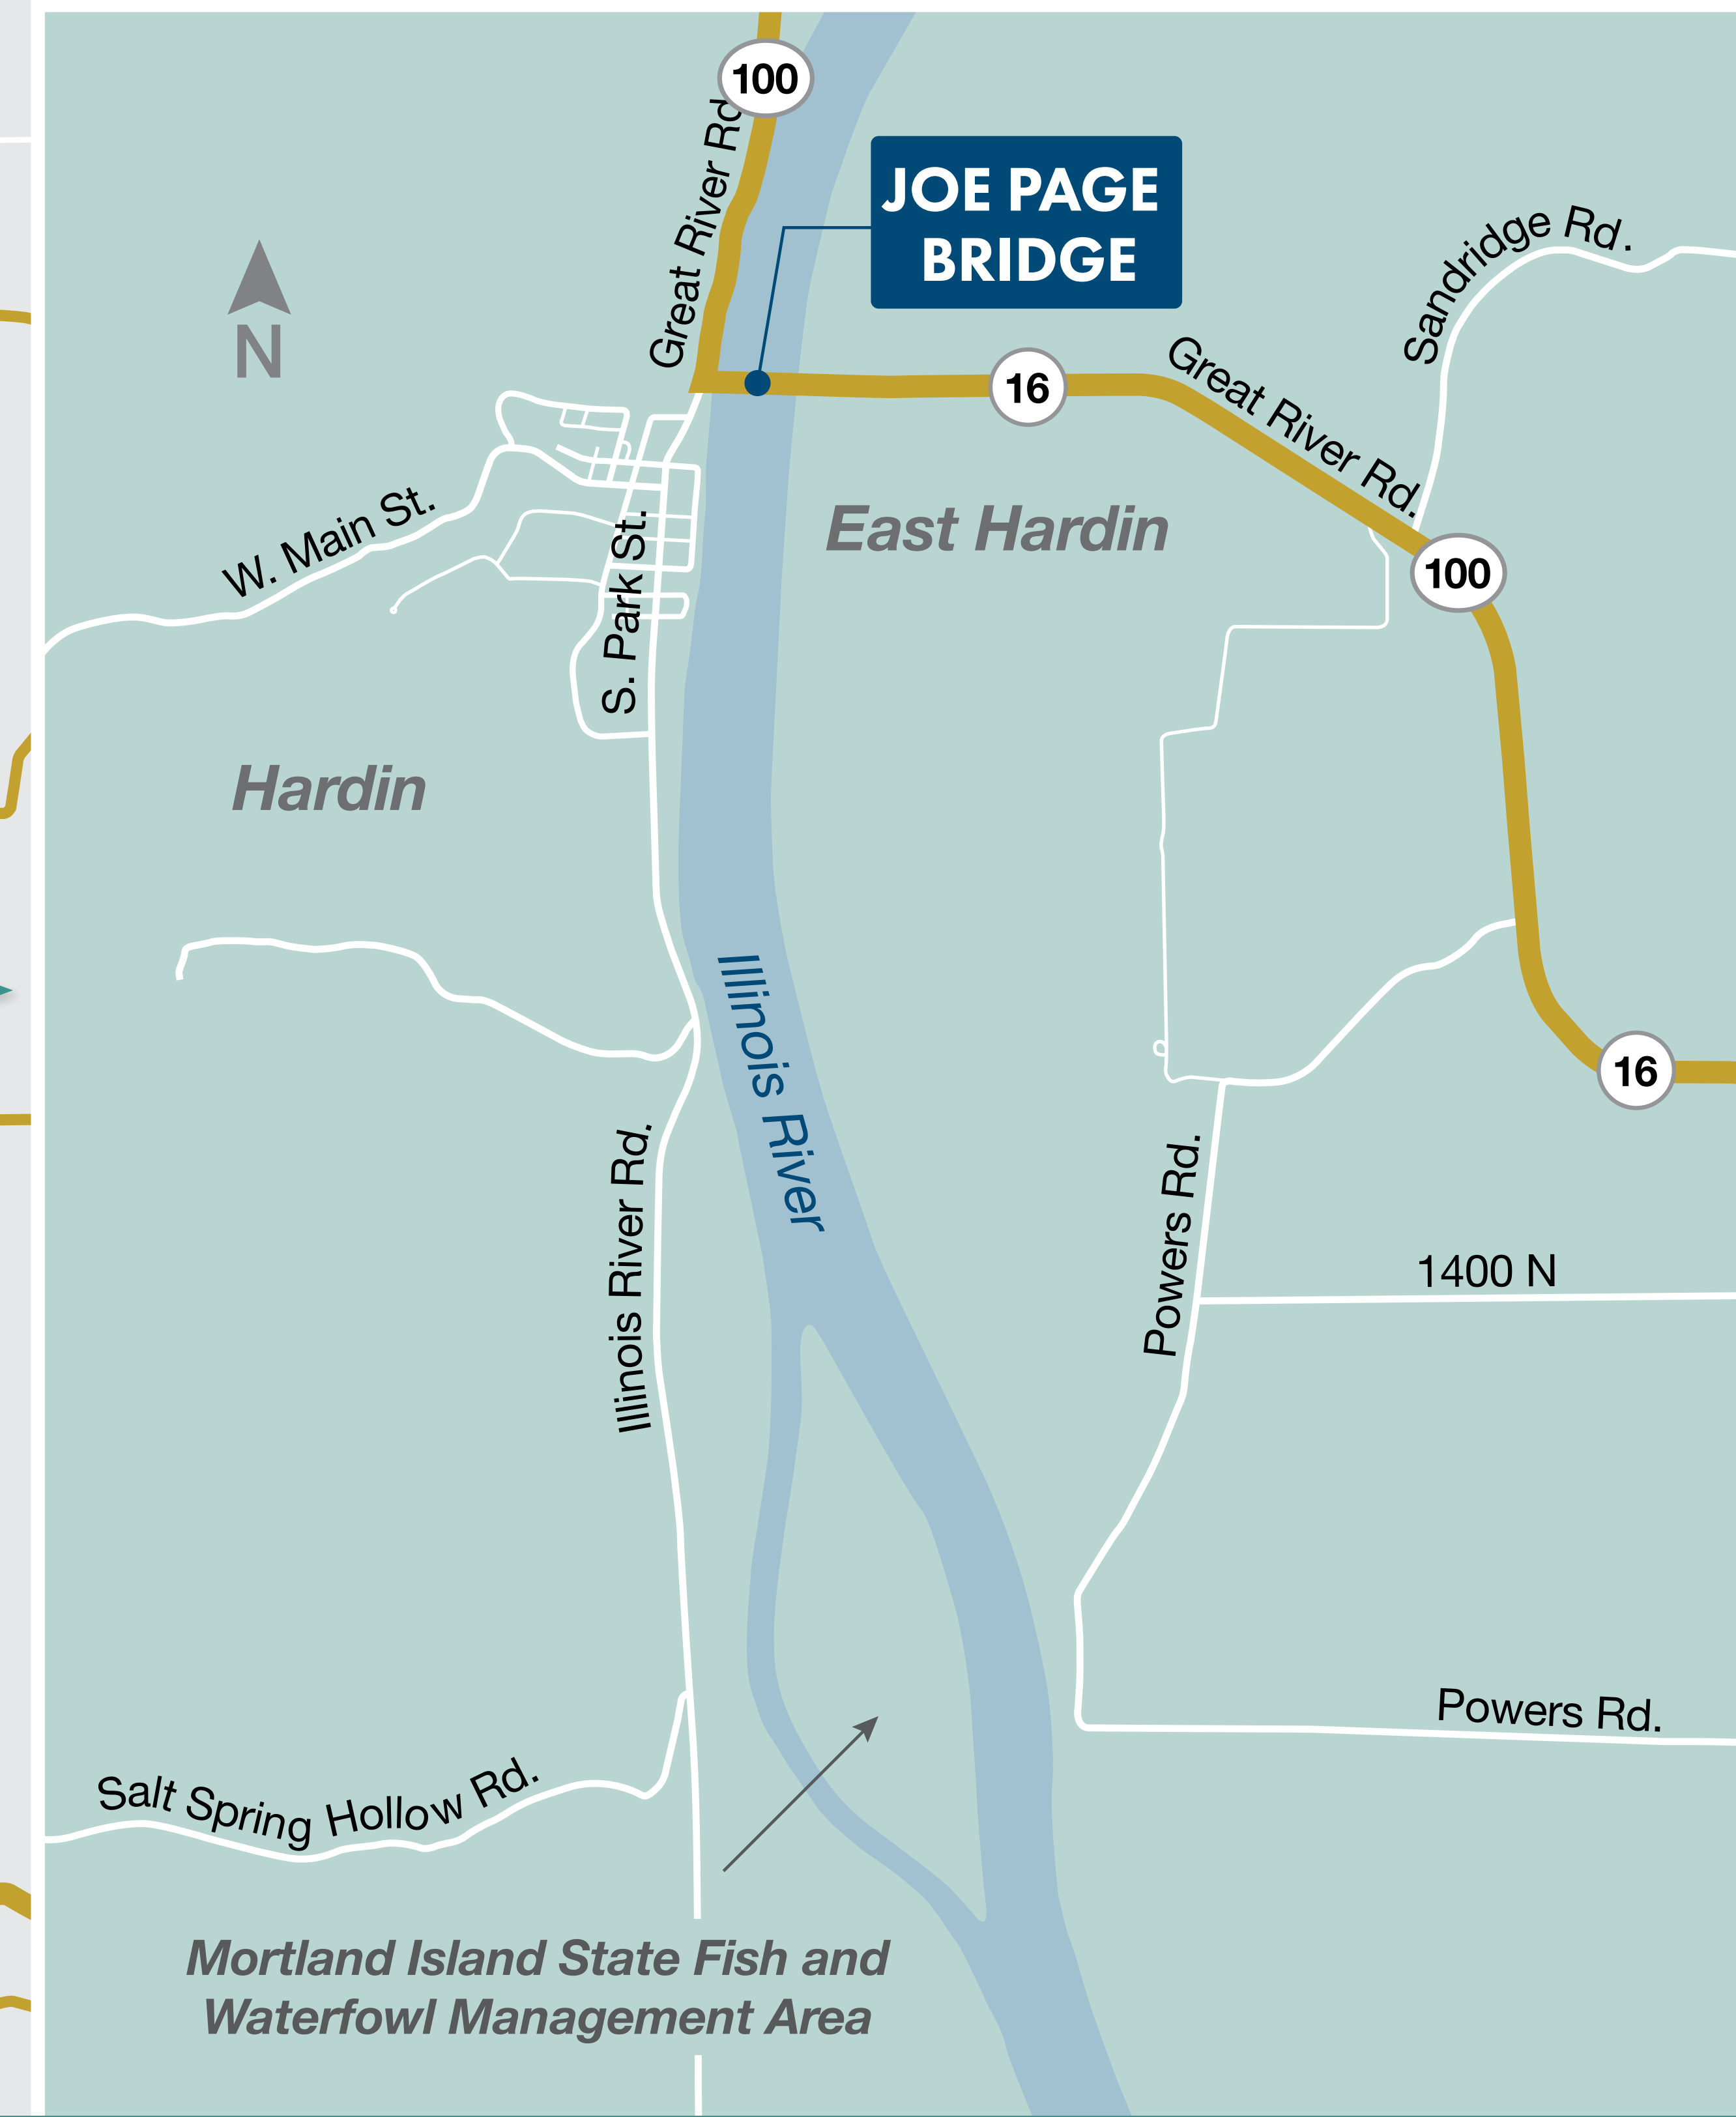 100
Great River Rd
JOE PAGE
BRIDGE
Sandridge Rd.
N
16
Great River Rd.
W. Main St.
S. Park St.
East Hardin
100
Hardin
Illinois River
16
Illinois River Rd.
Powers Rd.
1400 N
Powers Rd.
Salt Spring Hollow Rd.
Mortland Island State Fish and
Waterfowl Management Area